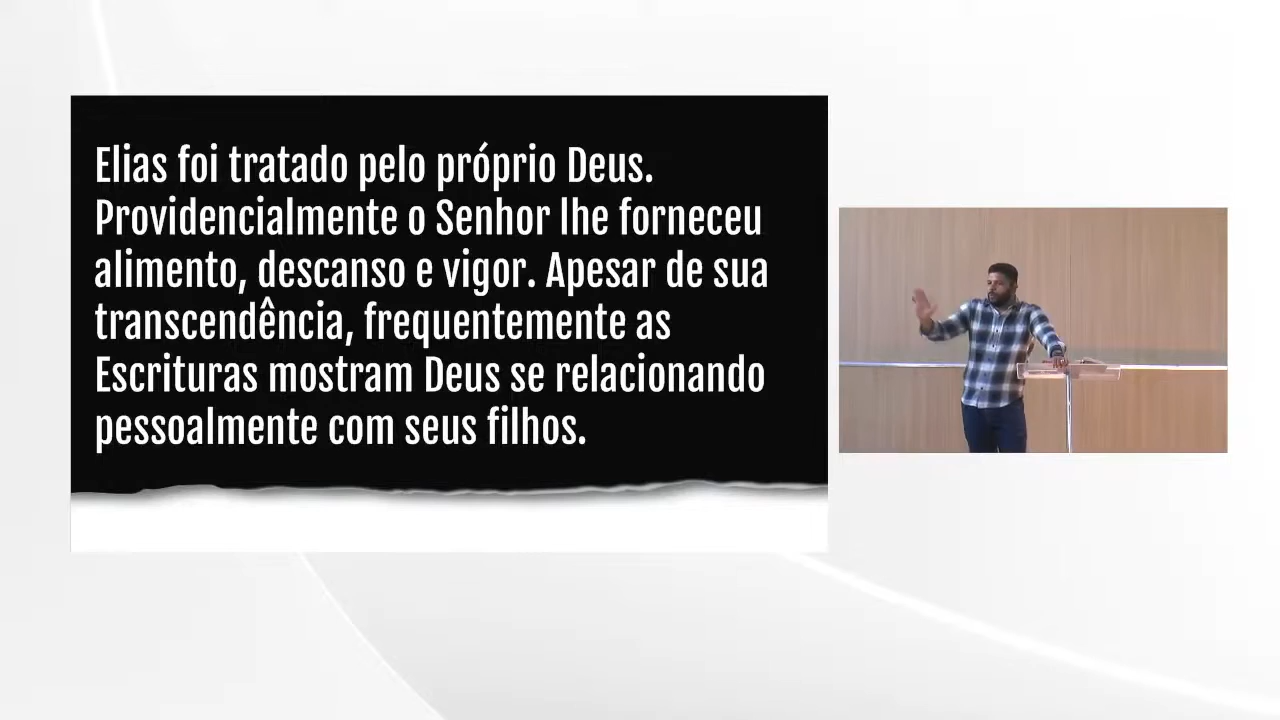 Elias foi tratado pelo próprio Deus.
Providencialmente o Senhor lhe forneceu
alimento, descanso e vigor. Apesar de sua
transcendência, frequentemente as
Escrituras mostram Deus se relacionando
pessoalmente com seus filhos.